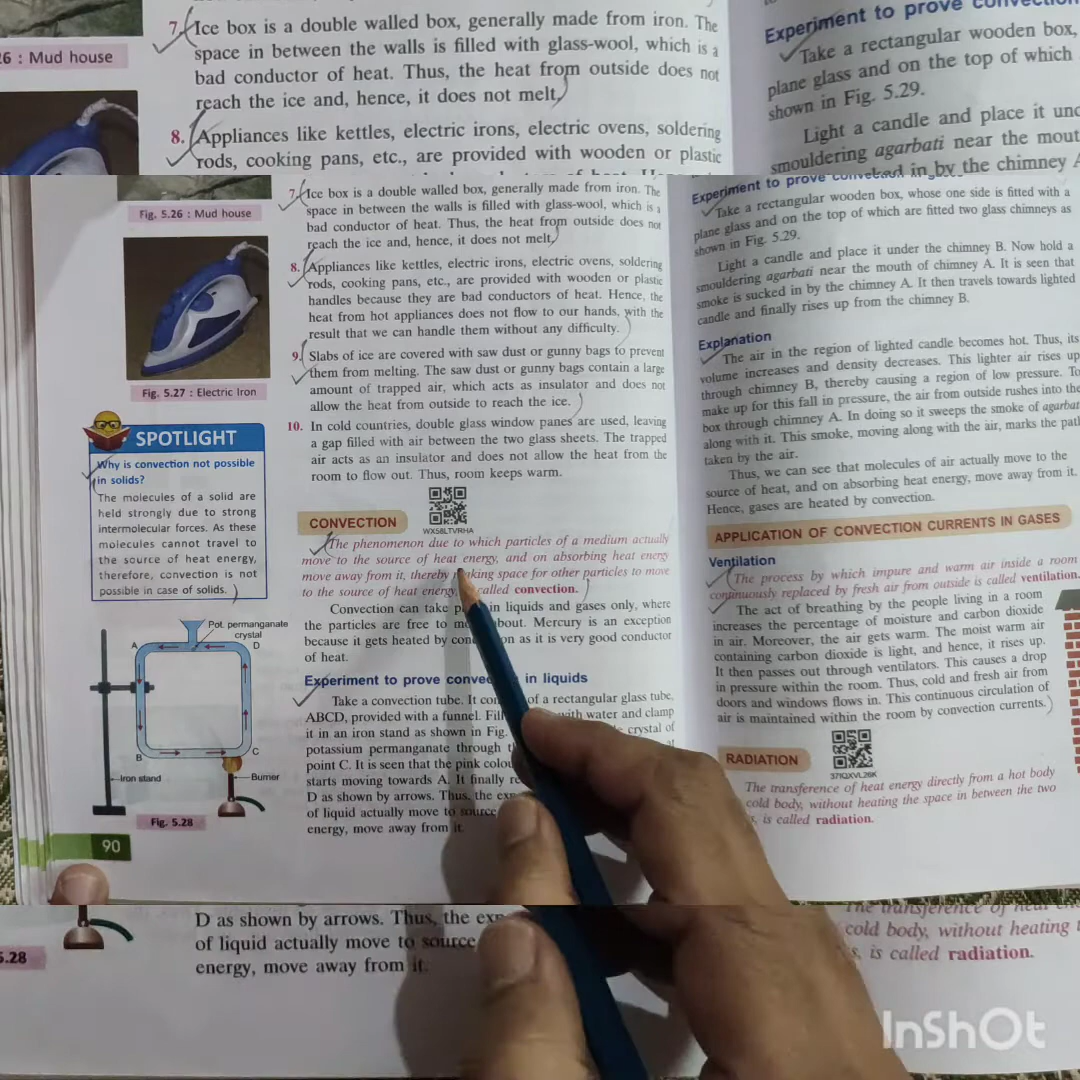 7. Ice box is a double walled box, generally made from iron. The
space in between the walls is filled with glass-wool, which is a
bad conductor of heat. Thus, the heat from outside does not
reach the ice and, hence, it does not melt.
8. Appliances like kettles, electric irons, electric ovens, soldering
rods, cooking pans, etc., are provided with wooden or plastic
26 : Mud house
Experiment to prove convection
Take a rectangular wooden box,
plane glass and on the top of which
shown in Fig. 5.29.
Light a candle and place it
smouldering agarbati near the
in by the chimney A
Fig. 5.26 : Mud house
Fig. 5.27 : Electric Iron
SPOTLIGHT
Why is convection not possible
in solids?
The molecules of a solid are
held strongly due to strong
intermolecular forces. As these
molecules cannot travel to
the source of heat energy,
therefore, convection is not
possible in case of solids.
Pot. permanganate
crystal
A
D
B
C
Iron stand
Burner
Fig. 5.28
90
7. Ice box is a double walled box, generally made from iron. The
space in between the walls is filled with glass-wool, which is a
bad conductor of heat. Thus, the heat from outside does not
reach the ice and, hence, it does not melt.
8. Appliances like kettles, electric irons, electric ovens, soldering
rods, cooking pans, etc., are provided with wooden or plastic
handles because they are bad conductors of heat. Hence, the
heat from hot appliances does not flow to our hands, with the
result that we can handle them without any difficulty.
9. Slabs of ice are covered with saw dust or gunny bags to prevent
them from melting. The saw dust or gunny bags contain a large
amount of trapped air, which acts as insulator and does not
allow the heat from outside to reach the ice.
10. In cold countries, double glass window panes are used, leaving
a gap filled with air between the two glass sheets. The trapped
air acts as an insulator and does not allow the heat from the
room to flow out. Thus, room keeps warm.
CONVECTION
WX58LTVRHA
The phenomenon due to which particles of a medium actually
move to the source of heat energy, and on absorbing heat energy
move away from it, thereby making space for other particles to move
to the source of heat energy, called convection.
Convection can take in liquids and gases only, where
the particles are free to about. Mercury is an exception
because it gets heated by as it is very good conductor
of heat.
Experiment to prove in liquids
Take a convection tube. It of a rectangular glass tube,
ABCD, provided with a funnel. with water and clamp
it in an iron stand as shown in Fig. crystal of
potassium permanganate through
point C. It is seen that the pink
starts moving towards A. It finally
D as shown by arrows. Thus, the
of liquid actually move to source
energy, move away from it.
Experiment to prove convection in
Take a rectangular wooden box, whose one side is fitted with a
plane glass and on the top of which are fitted two glass chimneys as
shown in Fig. 5.29.
Light a candle and place it under the chimney B. Now hold a
smouldering agarbati near the mouth of chimney A. It is seen that
smoke is sucked in by the chimney A. It then travels towards lighted
candle and finally rises up from the chimney B.
Explanation
The air in the region of lighted candle becomes hot. Thus, its
volume increases and density decreases. This lighter air rises up
through chimney B, thereby causing a region of low pressure. To
make up for this fall in pressure, the air from outside rushes into the
box through chimney A. In doing so it sweeps the smoke of agarbati
along with it. This smoke, moving along with the air, marks the path
taken by the air.
Thus, we can see that molecules of air actually move to the
source of heat, and on absorbing heat energy, move away from it.
Hence, gases are heated by convection.
APPLICATION OF CONVECTION CURRENTS IN GASES
Ventilation
The process by which impure and warm air inside a room
continuously replaced by fresh air from outside is called ventilation.
The act of breathing by the people living in a room
increases the percentage of moisture and carbon dioxide
in air. Moreover, the air gets warm. The moist warm air
containing carbon dioxide is light, and hence, it rises up.
It then passes out through ventilators. This causes a drop
in pressure within the room. Thus, cold and fresh air from
doors and windows flows in. This continuous circulation of
air is maintained within the room by convection currents.
RADIATION
37IQXVL26K
The transference of heat energy directly from a hot body
cold body, without heating the space in between the two
is called radiation.
5.28
D as shown by arrows. Thus, the
of liquid actually move to source
energy, move away from it.
The transference of heat
cold body, without heating
is called radiation.
InShOt